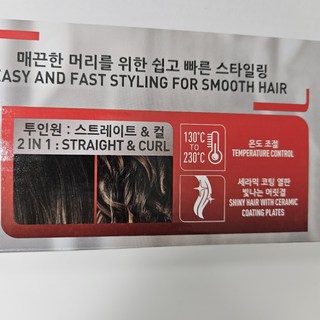 매끈한 머리를 위한 쉽고 빠른 스타일링
EASY AND FAST STYLING FOR SMOOTH HAIR
투인원 : 스트레이트 & 컬
2 IN 1 : STRAIGHT & CURL
130°C
TO
230°C
온도 조절
TEMPERATURE CONTROL
세라믹 코팅 열판
빛나는 머릿결
SHINY HAIR WITH CERAMIC
COATING PLATES